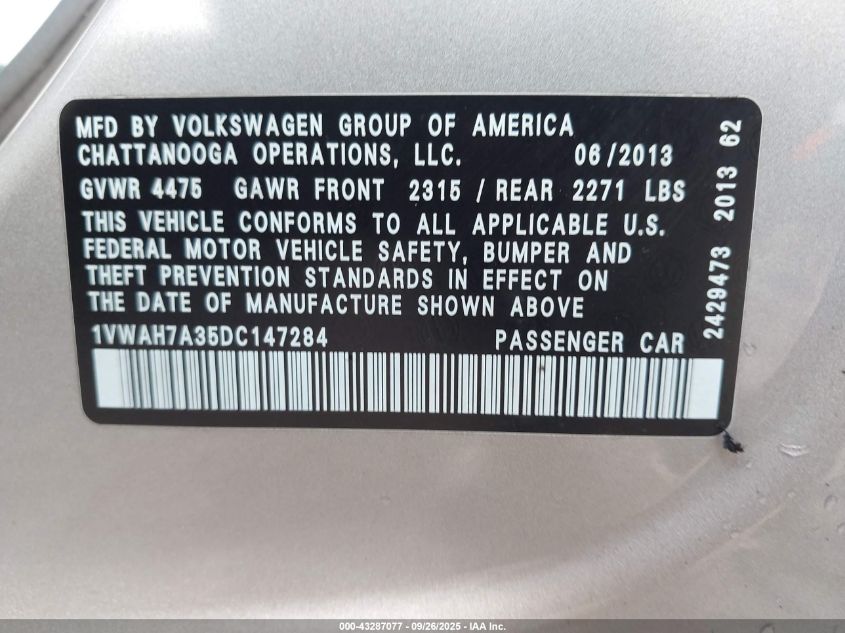 MFD BY VOLKSWAGEN GROUP OF AMERICA
CHATTANOOGA OPERATIONS, LLC. 06/2013
GVWR 4475 GAWR FRONT 2315 / REAR 2271 LBS
THIS VEHICLE CONFORMS TO ALL APPLICABLE U.S.
FEDERAL MOTOR VEHICLE SAFETY, BUMPER AND
THEFT PREVENTION STANDARDS IN EFFECT ON
THE DATE OF MANUFACTURE SHOWN ABOVE
1VWAH7A35DC147284 PASSENGER CAR
2429473 2013 62
000-43287077 - 09/26/2025 - IAA Inc.